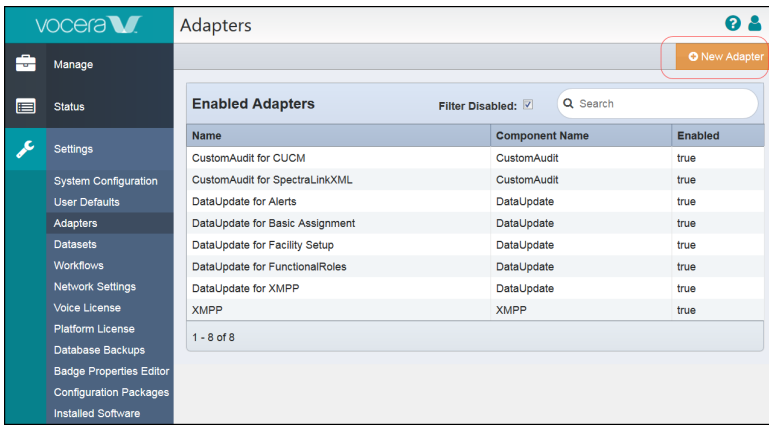 vocera
Adapters
Manage
New Adapter
Status
Enabled Adapters
Filter Disabled:
Search
Name Component Name Enabled
Settings
CustomAudit for CUCM CustomAudit true
System Configuration
CustomAudit for SpectraLinkXML CustomAudit true
User Defaults
DataUpdate for Alerts DataUpdate true
Adapters
DataUpdate for Basic Assignment DataUpdate true
Datasets
DataUpdate for Facility Setup DataUpdate true
Workflows
DataUpdate for FunctionalRoles DataUpdate true
Network Settings
DataUpdate for XMPP DataUpdate true
Voice License
XMPP XMPP true
Platform License
1 - 8 of 8
Database Backups
Badge Properties Editor
Configuration Packages
Installed Software